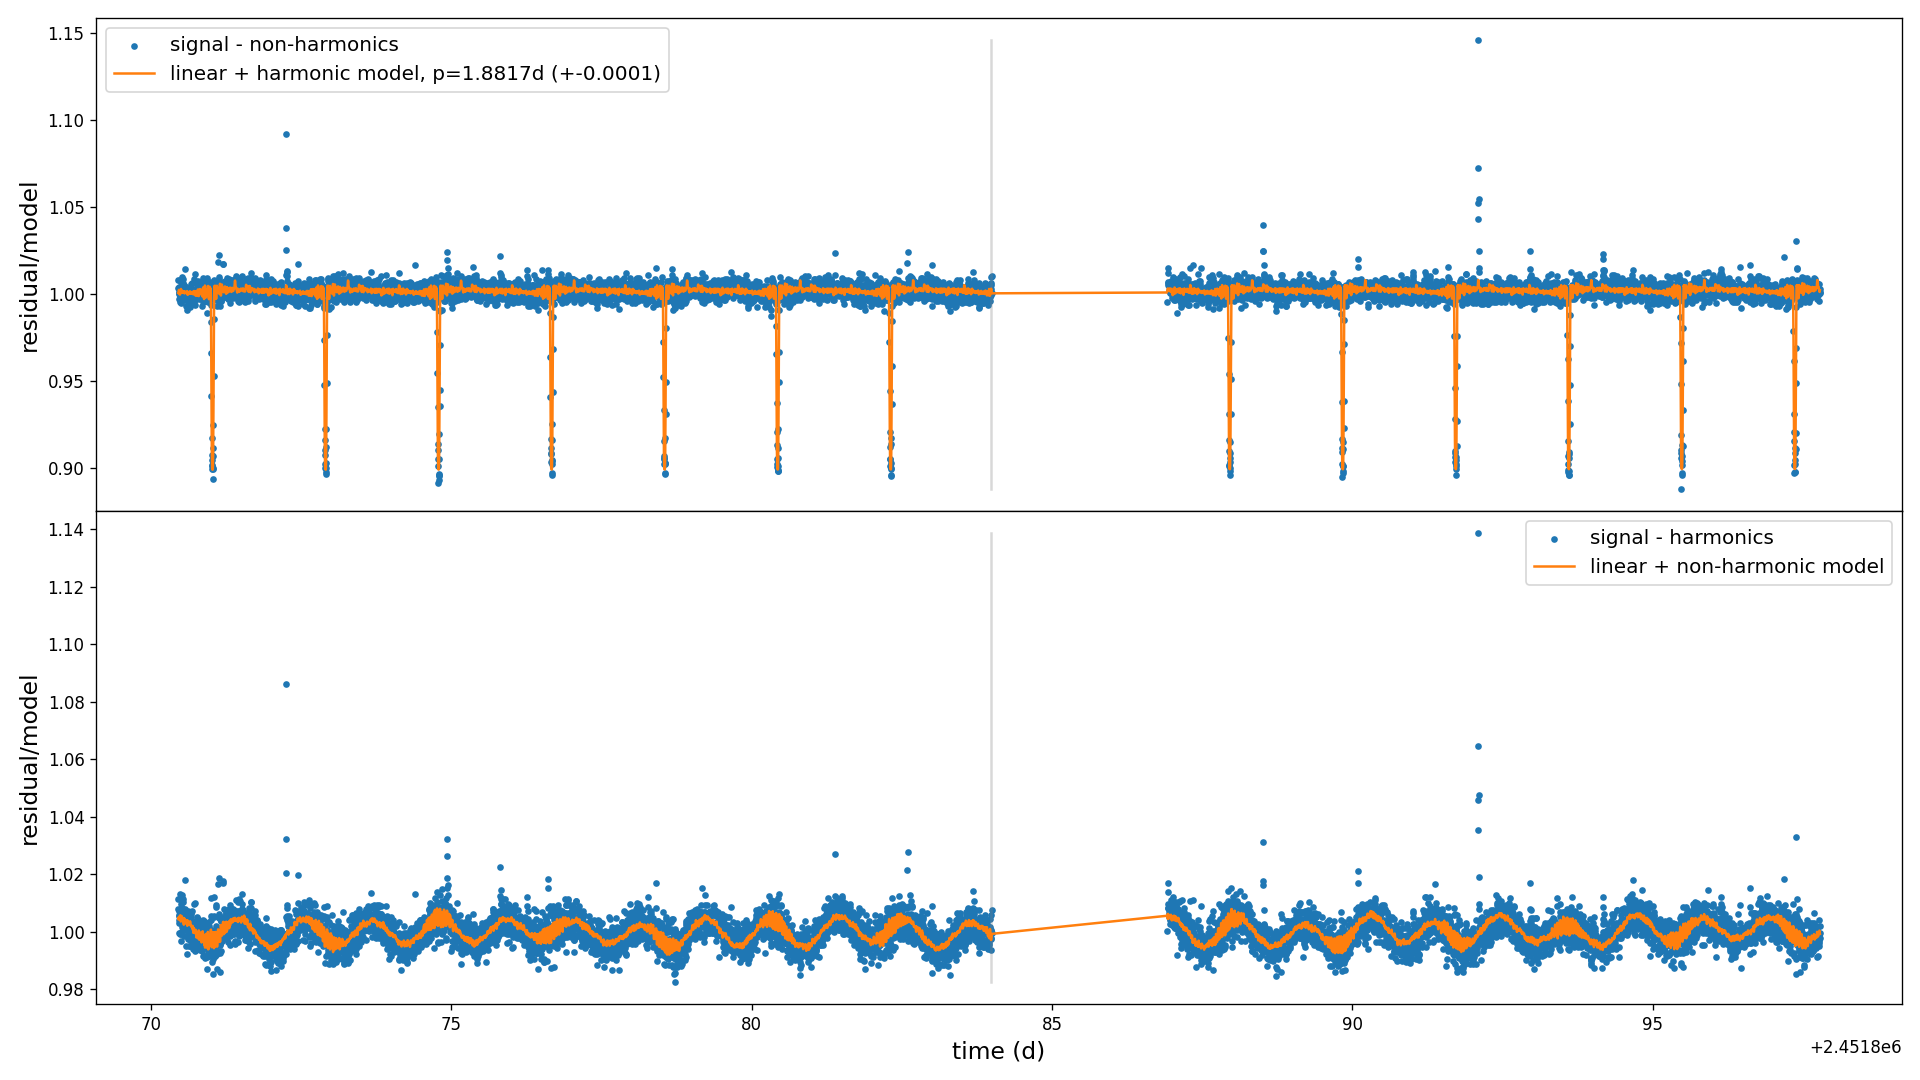 signal - non-harmonics
linear + harmonic model, p=1.8817d (+-0.0001)
residual/model
1.15
1.10
1.05
1.00
0.95
0.90
signal - harmonics
linear + non-harmonic model
residual/model
1.14
1.12
1.10
1.08
1.06
1.04
1.02
1.00
0.98
70 75 80 85 90 95
time (d)
+2.4518e6